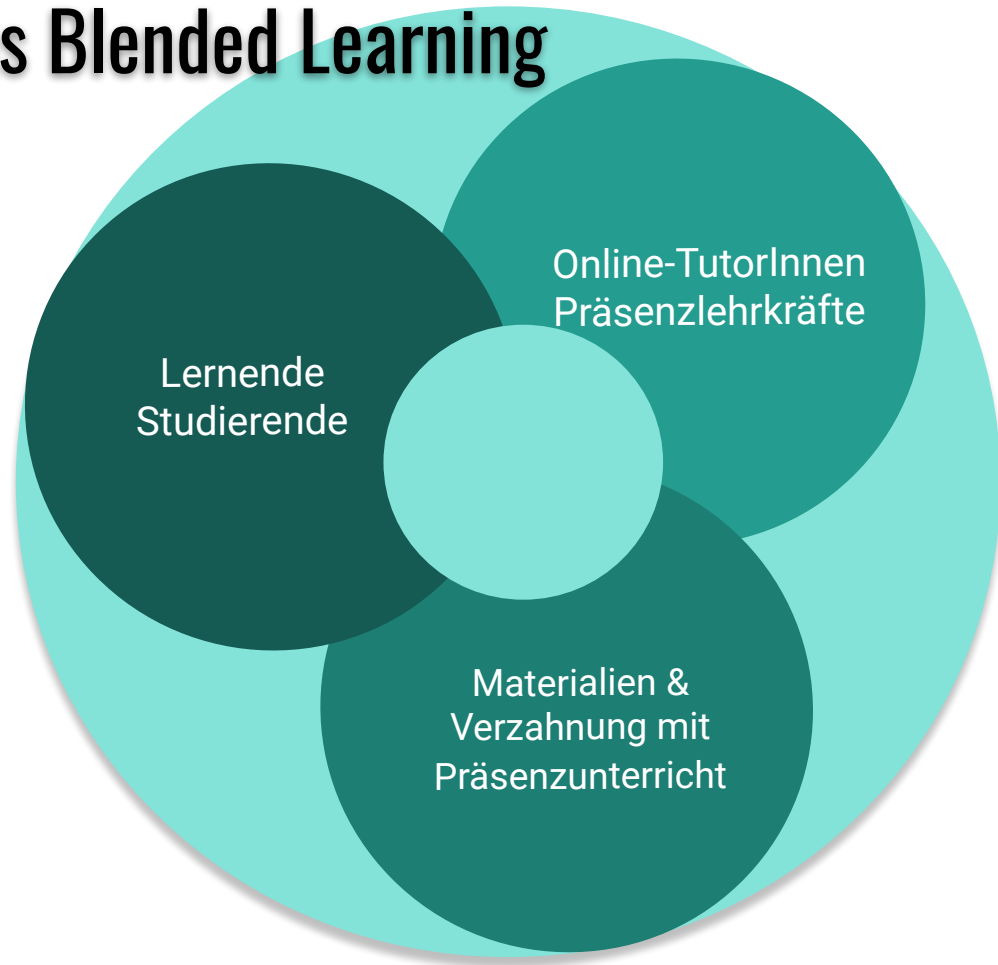 s Blended Learning
Online-TutorInnen
Präsenzlehrkräfte
Lernende
Studierende
Materialien &
Verzahnung mit
Präsenzunterricht